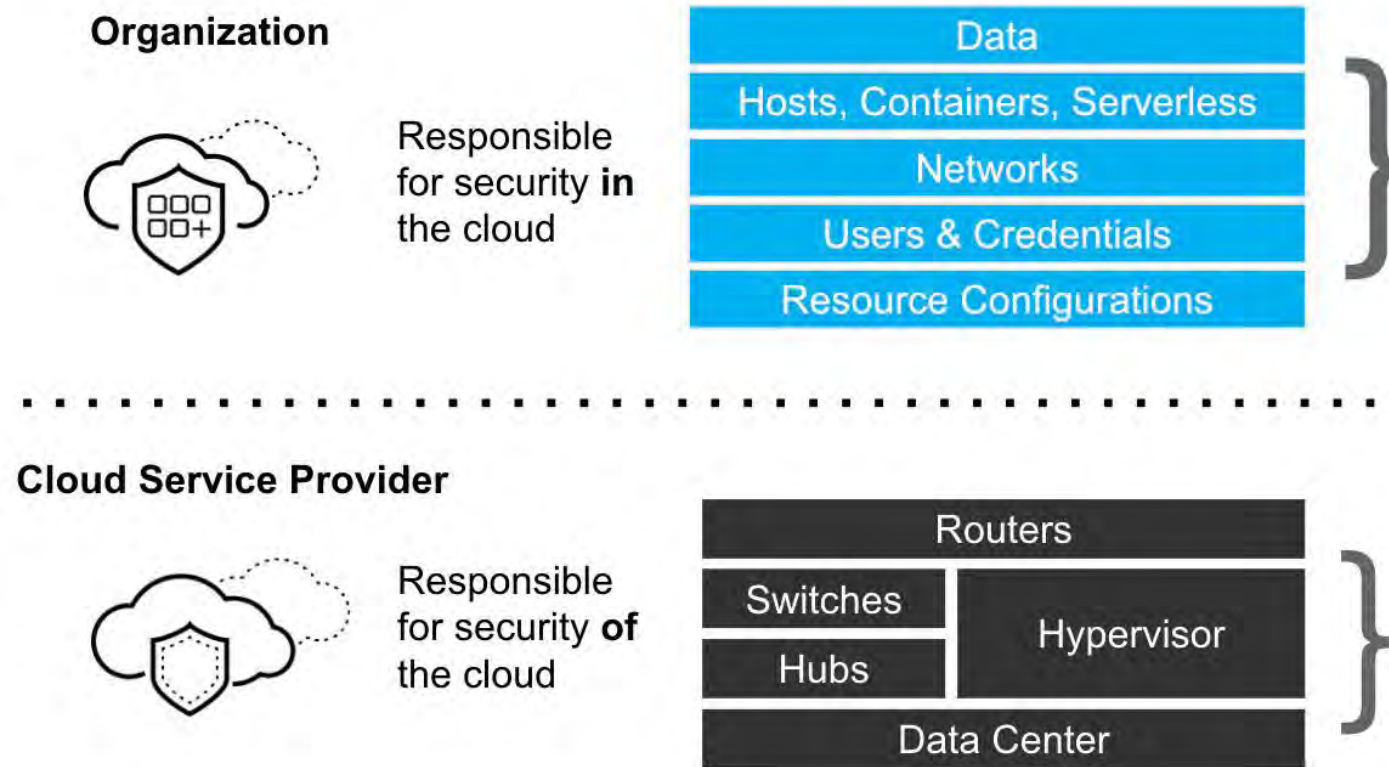 Organization
Responsible
for security in
the cloud
Data
Hosts, Containers, Serverless
Networks
Users & Credentials
Resource Configurations
Cloud Service Provider
Responsible
for security of
the cloud
Routers
Switches
Hubs
Hypervisor
Data Center